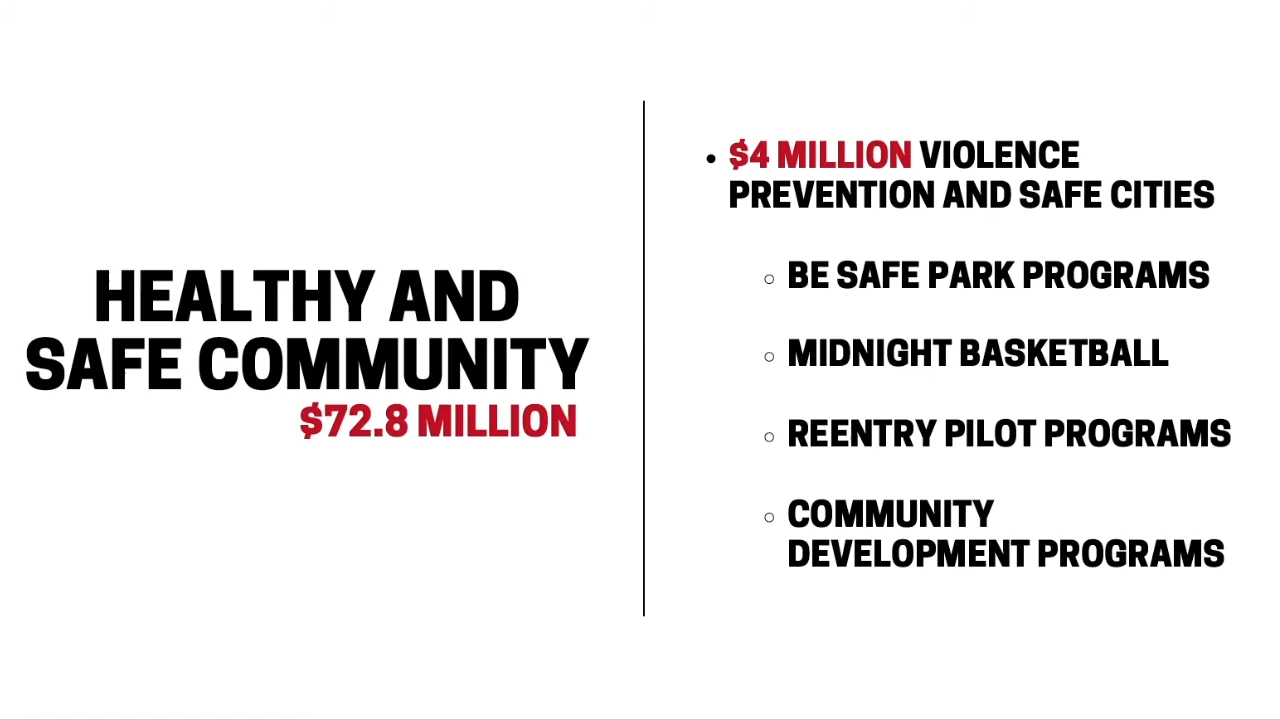 HEALTHY AND
SAFE COMMUNITY
$72.8 MILLION
• $4 MILLION VIOLENCE
PREVENTION AND SAFE CITIES
○ BE SAFE PARK PROGRAMS
○ MIDNIGHT BASKETBALL
○ REENTRY PILOT PROGRAMS
○ COMMUNITY
DEVELOPMENT PROGRAMS